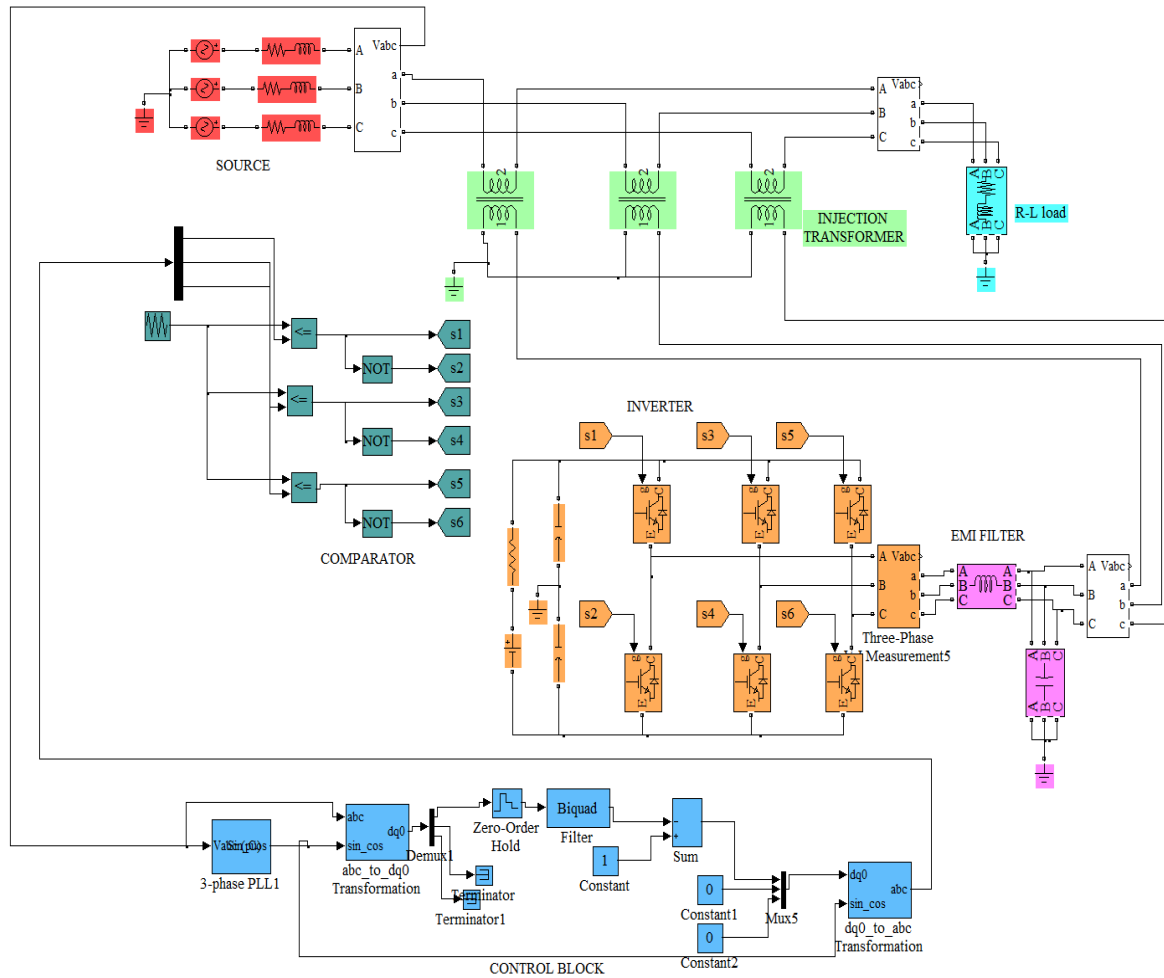 Vabc
A
a
B
b
C
c
SOURCE
Vabc
A
a
B
b
C
c
2
1
2
1
2
1
INJECTION
TRANSFORMER
A B C
A B C
R-L load
<=
s1
NOT
s2
<=
s3
NOT
s4
<=
s5
NOT
s6
COMPARATOR
INVERTER
s1
s3
s5
g C
E
g C
E
g C
E
s2
s4
s6
g C
E
g C
E
g C
E
Vabc
A
a
B
b
C
c
Three-Phase
Measurement5
EMI FILTER
A A
B B
C C
Vabc
A
a
B
b
C
c
A B C
A B C
3-phase PLL1
abc
dq0
sin_cos
abc_to_dq0
Transformation
Demux1
Zero-Order
Hold
Biquad
Filter
1
Constant
-
+
Sum
Terminator
Terminator1
0
Constant1
0
Constant2
Mux5
dq0
abc
sin_cos
dq0_to_abc
Transformation
CONTROL BLOCK